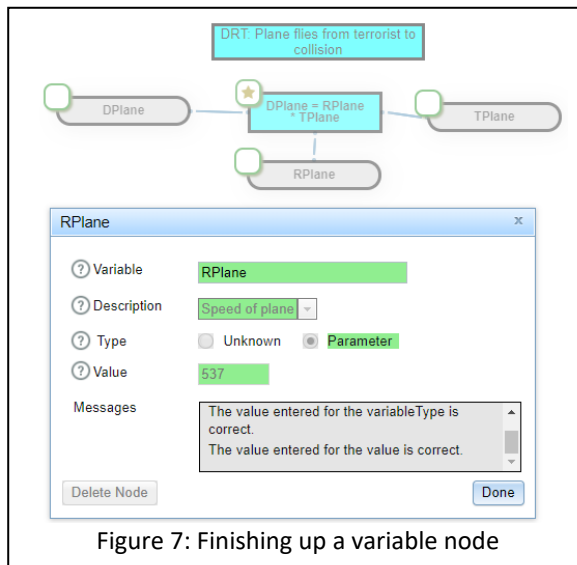 DRT: Plane flies from terrorist to
collision
DPlane
DPlane = RPlane
* TPlane
TPlane
RPlane
RPlane x
? Variable RPlane
? Description Speed of plane
? Type Unknown Parameter
? Value 537
Messages The value entered for the variableType is
correct.
The value entered for the value is correct.
Delete Node Done
Figure 7: Finishing up a variable node